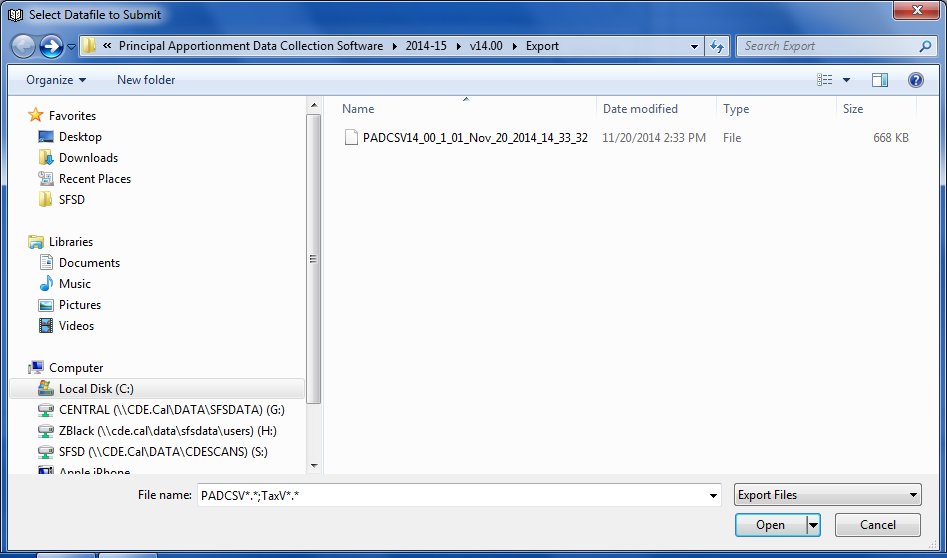 Select Datafile to Submit
« Principal Apportionment Data Collection Software 2014-15 v14.00 Export
Search Export
Organize New folder
Favorites
Desktop
Downloads
Recent Places
SFSD
Libraries
Documents
Music
Pictures
Videos
Computer
Local Disk (C:)
CENTRAL (\\CDE.Cal\DATA\SFSDATA) (G:)
ZBlack (\\cde.cal\data\sfsdata\users) (H:)
SFSD (\\CDE.Cal\DATA\CDESCANS) (S:)
Apple iPhone
Name Date modified Type Size
PADCSV14_00_1_01_Nov_20_2014_14_33_32 11/20/2014 2:33 PM File 668 KB
File name: PADCSV*.*;TaxV*.* Export Files
Open Cancel